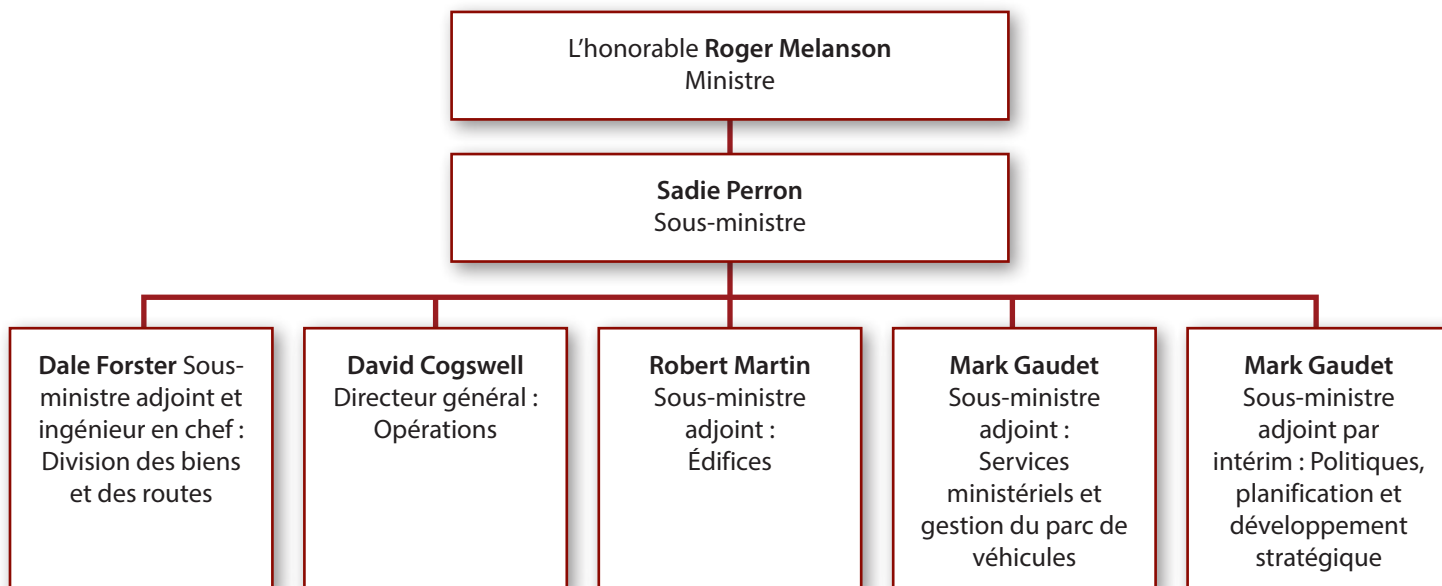 L’honorable Roger Melanson
Ministre
Sadie Perron
Sous-ministre
Dale Forster Sous-
ministre adjoint et
ingénieur en chef :
Division des biens
et des routes
David Cogswell
Directeur général :
Opérations
Robert Martin
Sous-ministre
adjoint :
Édifices
Mark Gaudet
Sous-ministre
adjoint :
Services
ministériels et
gestion du parc de
véhicules
Mark Gaudet
Sous-ministre
adjoint par
intérim : Politiques,
planification et
développement
stratégique